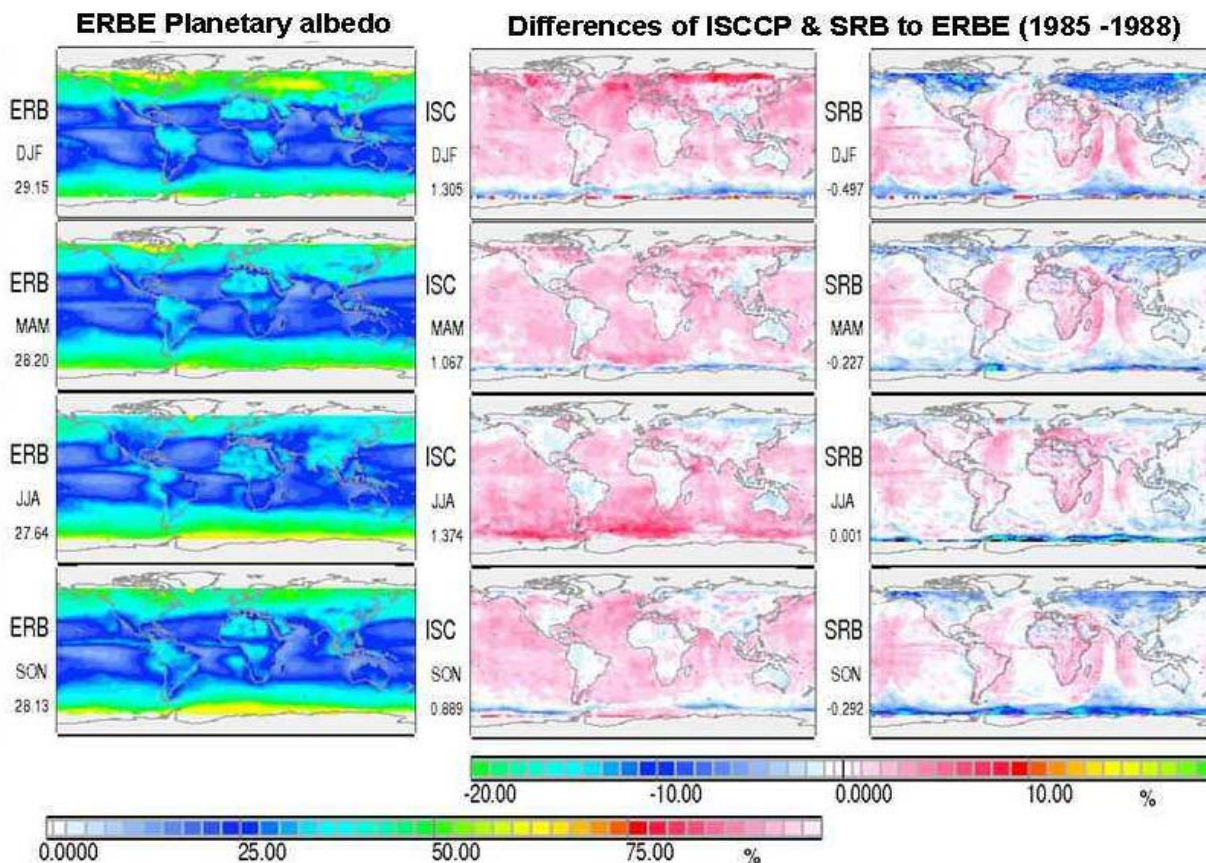 ERBE Planetary albedo
Differences of ISCCP & SRB to ERBE (1985 -1988)
ERB
DJF
29.15
ISC
DJF
1.305
SRB
DJF
-0.497
ERB
MAM
28.20
ISC
MAM
1.067
SRB
MAM
-0.227
ERB
JJA
27.64
ISC
JJA
1.374
SRB
JJA
0.001
ERB
SON
28.13
ISC
SON
0.889
SRB
SON
-0.292
-20.00 -10.00 0.0000 10.00 %
0.0000 25.00 50.00 75.00 %